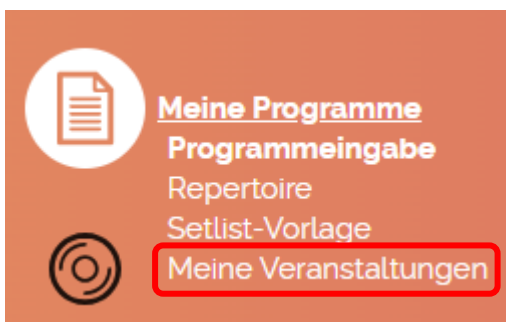 Meine Programme
Programmeingabe
Repertoire
Setlist-Vorlage
Meine Veranstaltungen